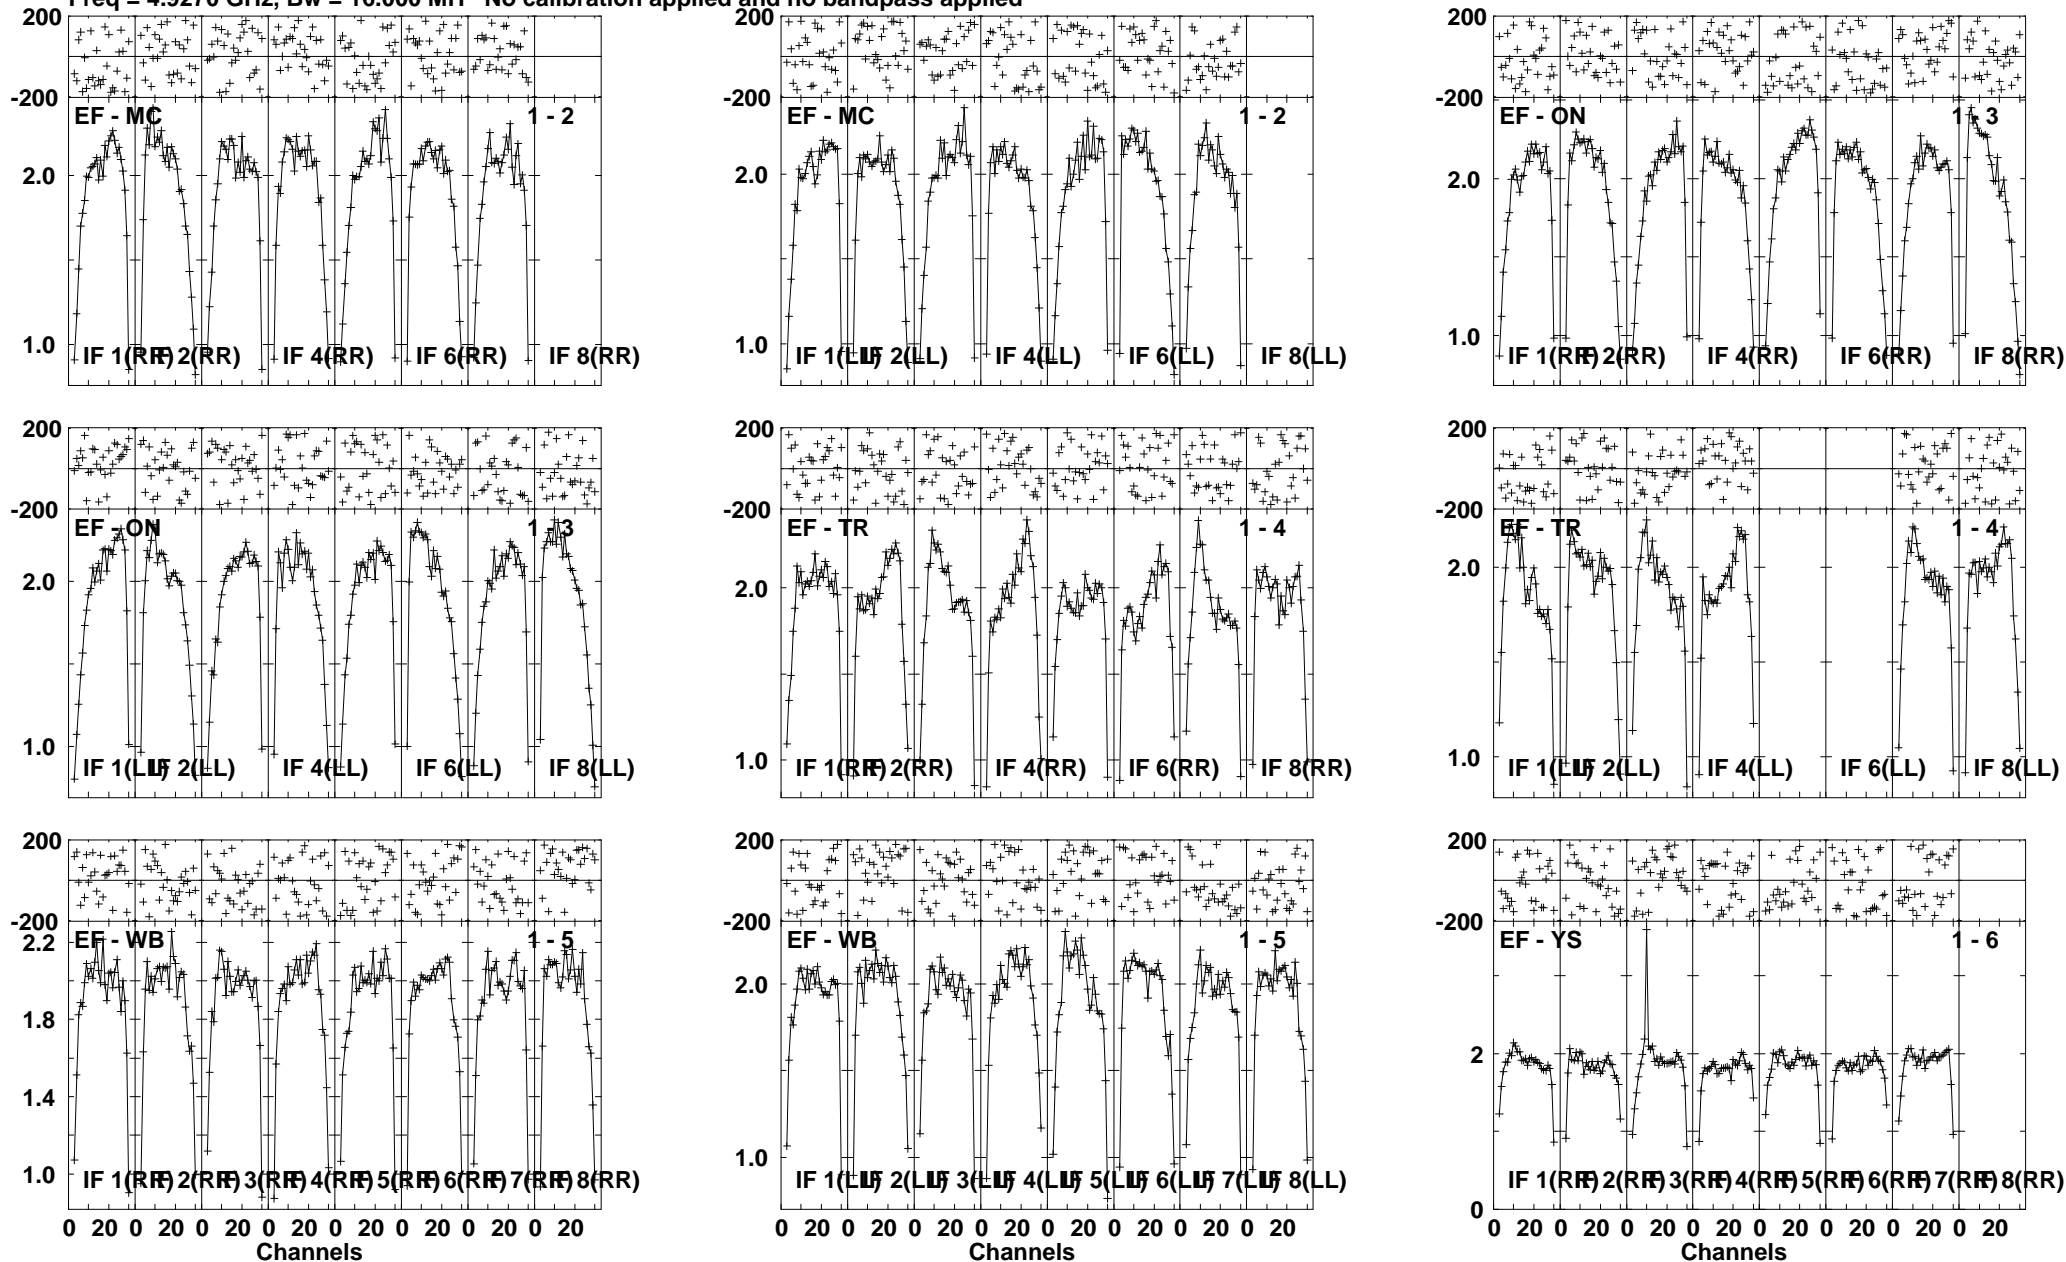 Freq = 4.9276 GHz, Bw = 16.000 MH No calibration applied and no bandpass applied
200
-200
EF - MC 1 - 2
2.0
1.0
IF 1(RR) IF 2(RR) IF 4(RR) IF 6(RR) IF 8(RR)
200
-200
EF - MC 1 - 2
2.0
1.0
IF 1(LL) IF 2(LL) IF 4(LL) IF 6(LL) IF 8(LL)
200
-200
EF - ON 1 - 3
2.0
1.0
IF 1(RR) IF 2(RR) IF 4(RR) IF 6(RR) IF 8(RR)
200
-200
EF - ON 1 - 3
2.0
1.0
IF 1(LL) IF 2(LL) IF 4(LL) IF 6(LL) IF 8(LL)
200
-200
EF - TR 1 - 4
2.0
1.0
IF 1(RR) IF 2(RR) IF 4(RR) IF 6(RR) IF 8(RR)
200
-200
EF - TR 1 - 4
2.0
1.0
IF 1(LL) IF 2(LL) IF 4(LL) IF 6(LL) IF 8(LL)
200
-200
EF - WB 1 - 5
2.2
1.8
1.4
1.0
IF 1(RR) IF 2(RR) IF 3(RR) IF 4(RR) IF 5(RR) IF 6(RR) IF 7(RR) IF 8(RR)
0 20 0 20 0 20 0 20 0 20 0 20 0 20 0 20
Channels
200
-200
EF - WB 1 - 5
2.0
1.0
IF 1(LL) IF 2(LL) IF 3(LL) IF 4(LL) IF 5(LL) IF 6(LL) IF 7(LL) IF 8(LL)
0 20 0 20 0 20 0 20 0 20 0 20 0 20 0 20
Channels
200
-200
EF - YS 1 - 6
2
0
IF 1(RR) IF 2(RR) IF 3(RR) IF 4(RR) IF 5(RR) IF 6(RR) IF 7(RR) IF 8(RR)
0 20 0 20 0 20 0 20 0 20 0 20 0 20 0 20
Channels